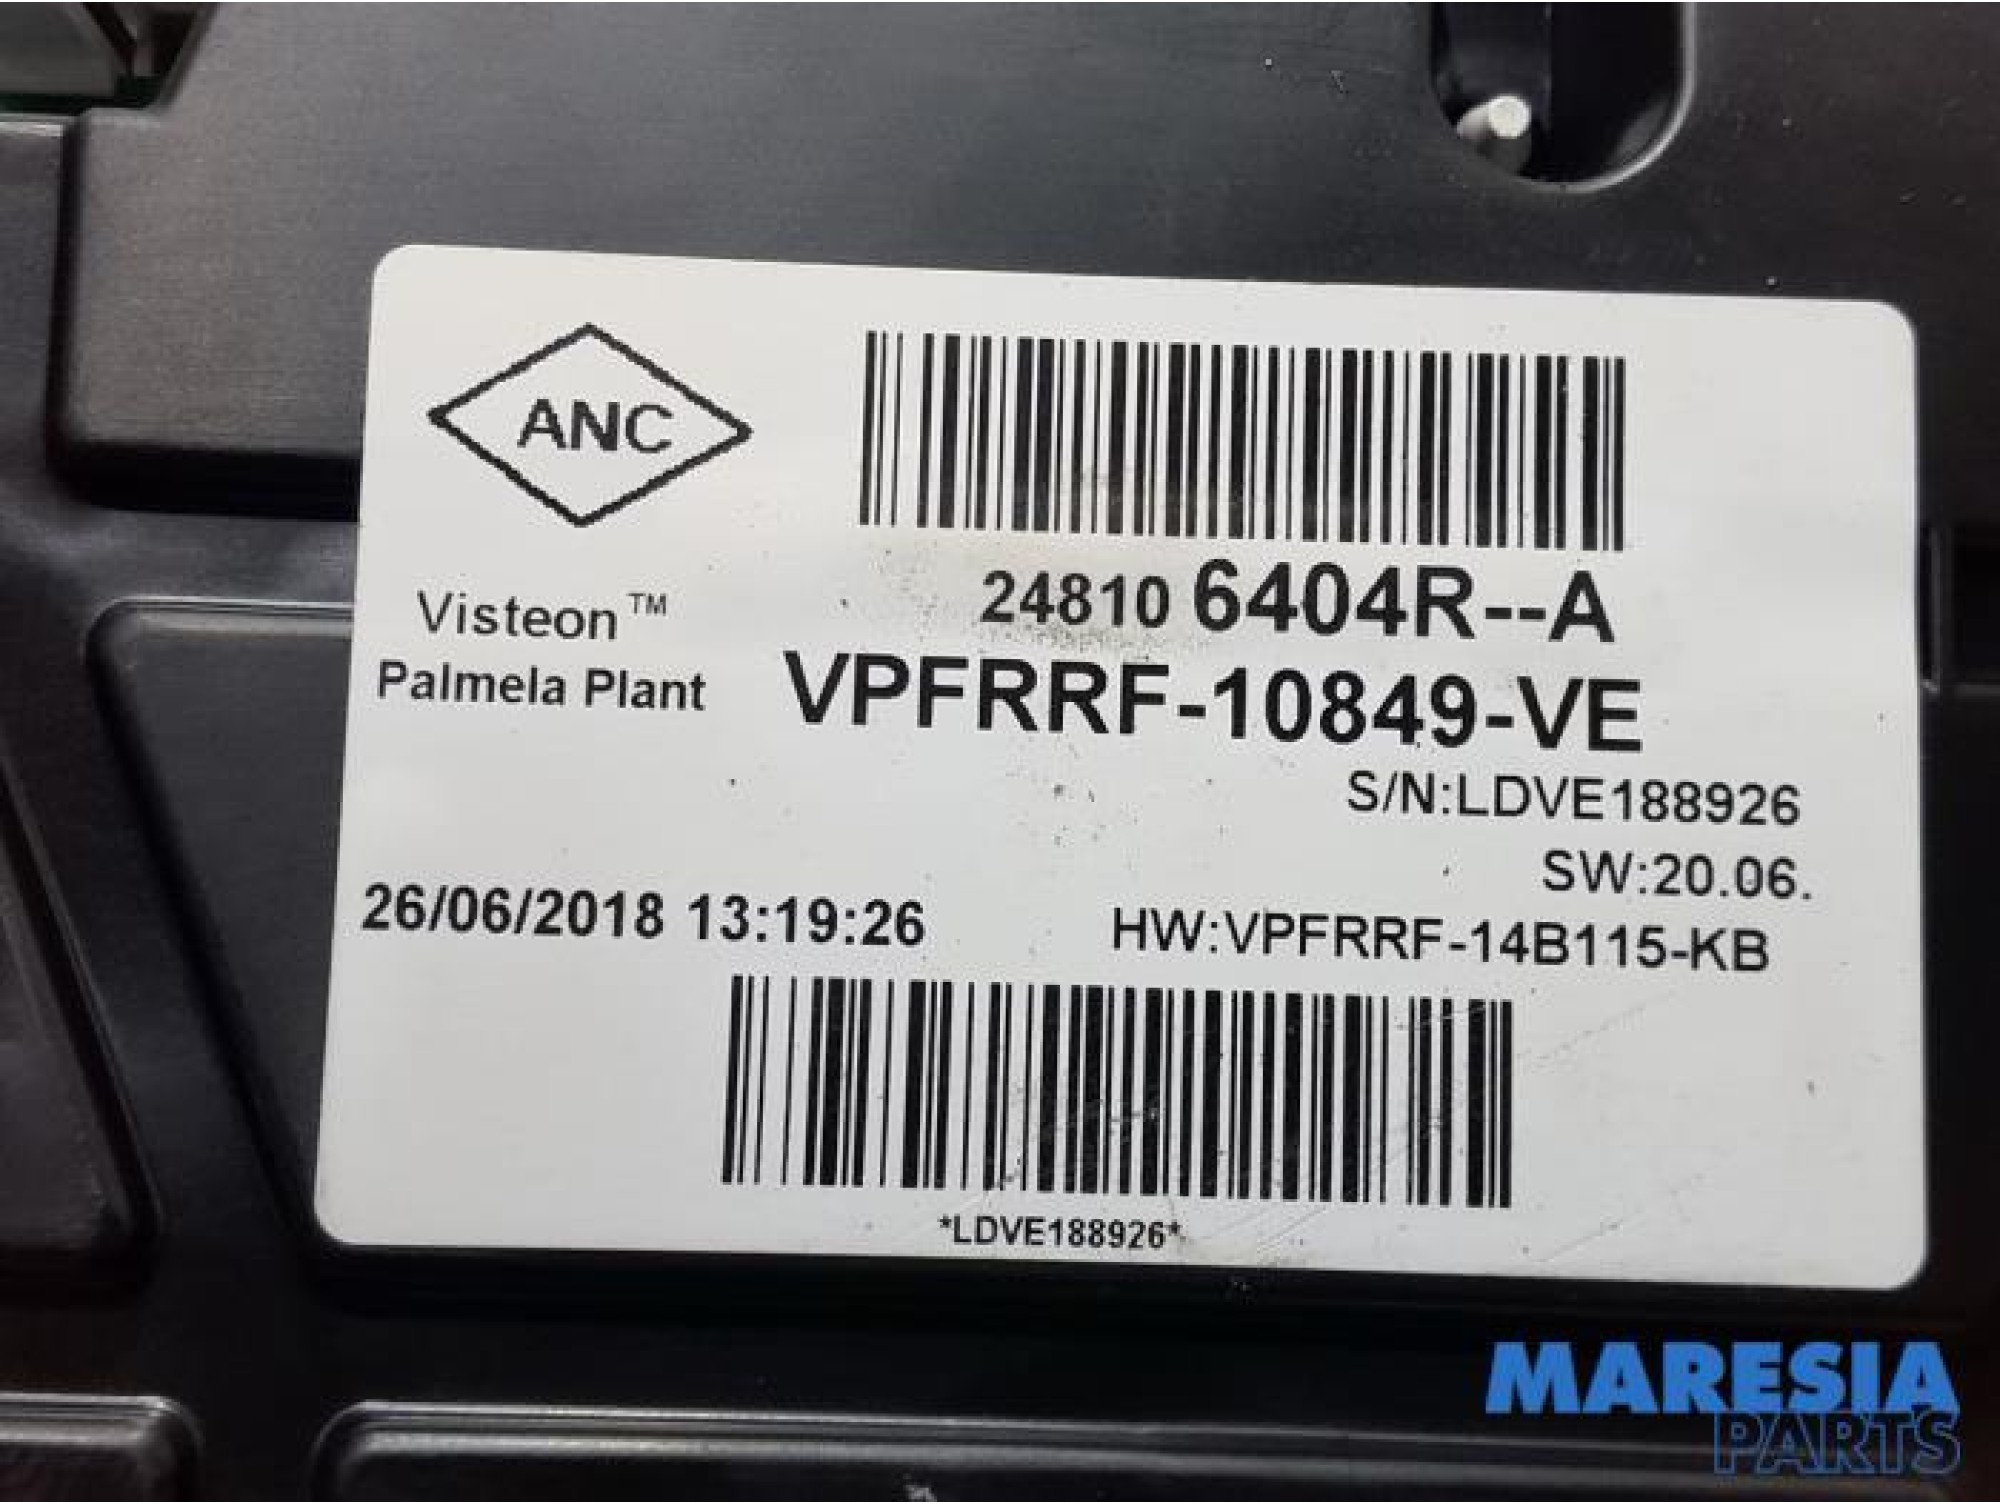 ANC
24810 6404R--A
Visteon™
Palmela Plant
VPFRRF-10849-VE
S/N:LDVE188926
SW:20.06.
26/06/2018 13:19:26
HW:VPFRRF-14B115-KB
*LDVE188926*
MARESIA
PARTS